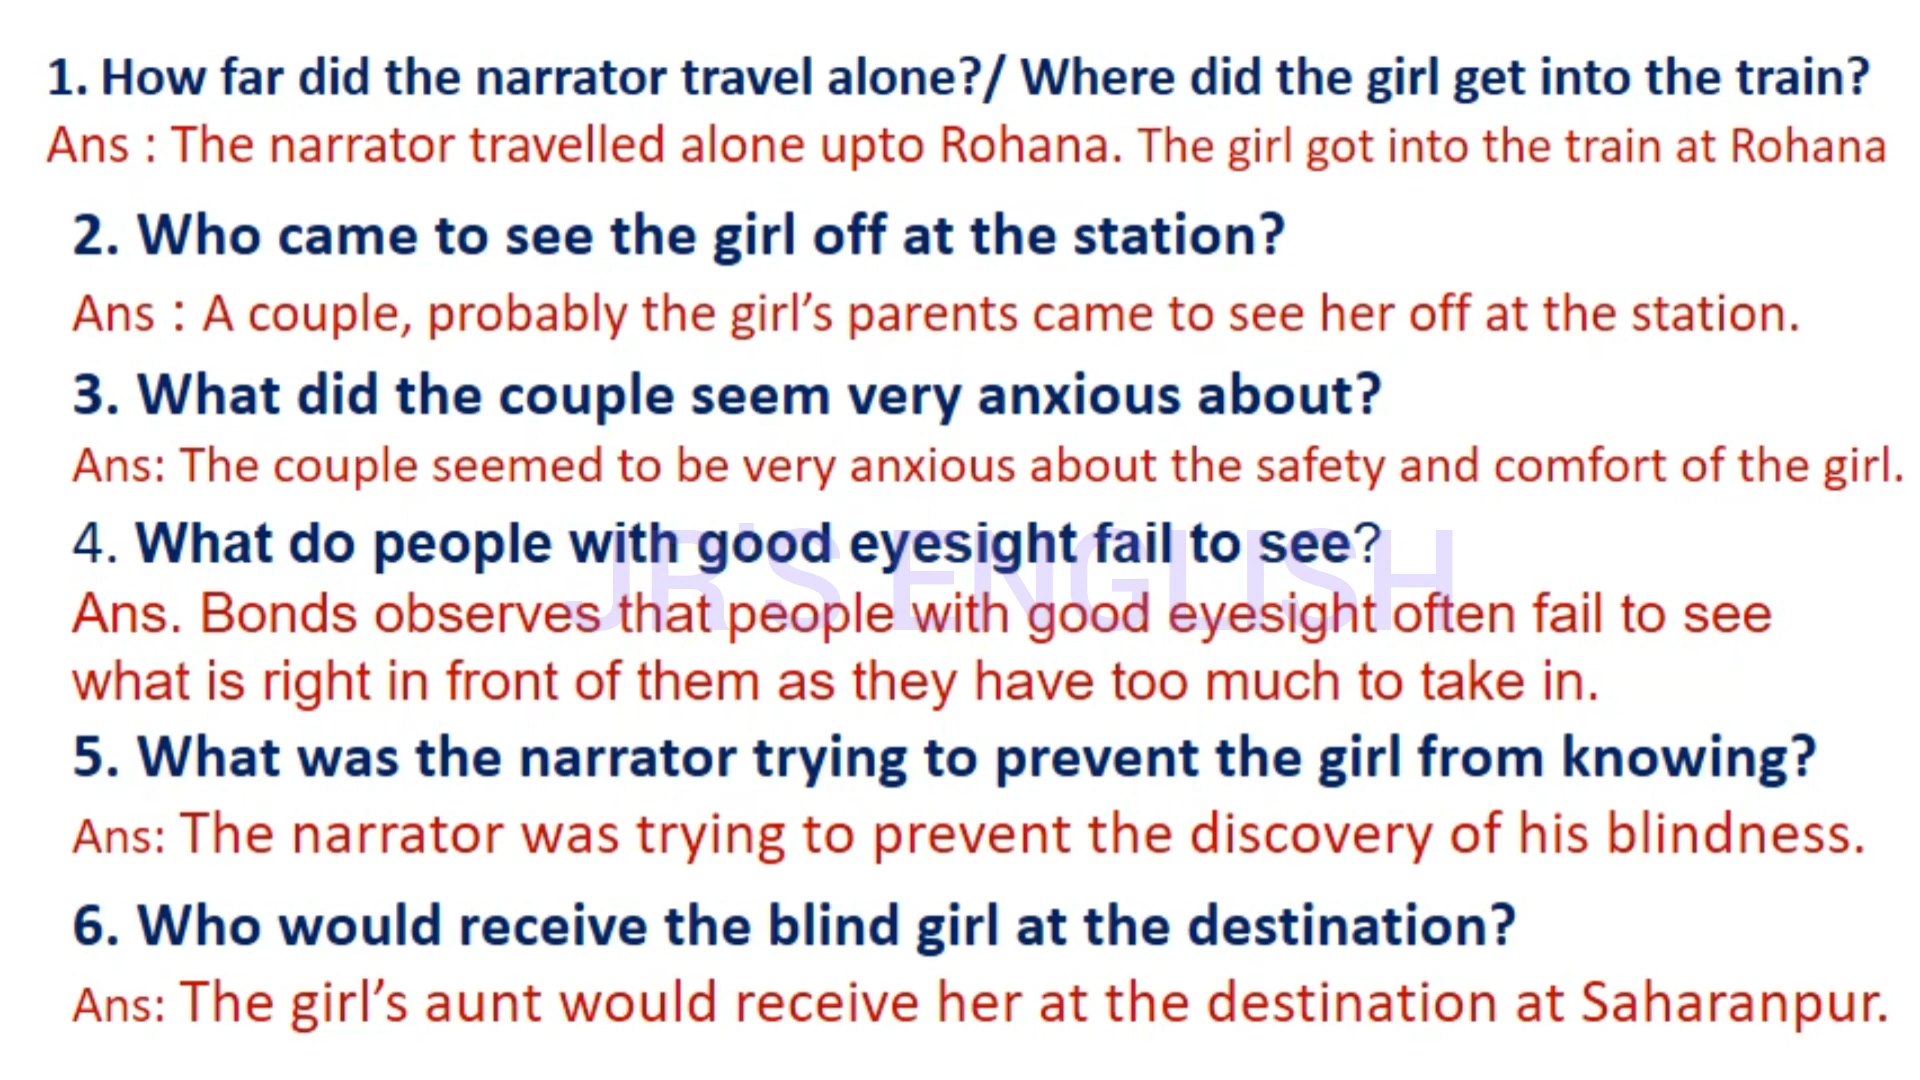 1. How far did the narrator travel alone?/ Where did the girl get into the train?
Ans : The narrator travelled alone upto Rohana. The girl got into the train at Rohana
2. Who came to see the girl off at the station?
Ans : A couple, probably the girl’s parents came to see her off at the station.
3. What did the couple seem very anxious about?
Ans: The couple seemed to be very anxious about the safety and comfort of the girl.
4. What do people with good eyesight fail to see?
JR'S ENGLISH
Ans. Bonds observes that people with good eyesight often fail to see
what is right in front of them as they have too much to take in.
5. What was the narrator trying to prevent the girl from knowing?
Ans: The narrator was trying to prevent the discovery of his blindness.
6. Who would receive the blind girl at the destination?
Ans: The girl’s aunt would receive her at the destination at Saharanpur.